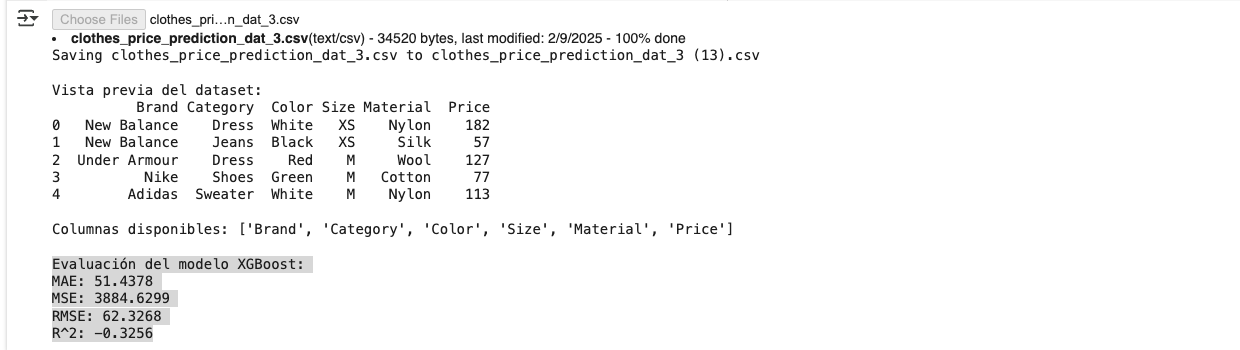 Choose Files clothes_pri...n_dat_3.csv
• clothes_price_prediction_dat_3.csv(text/csv) - 34520 bytes, last modified: 2/9/2025 - 100% done
Saving clothes_price_prediction_dat_3.csv to clothes_price_prediction_dat_3 (13).csv
Vista previa del dataset:
Brand Category Color Size Material Price
0 New Balance Dress White XS Nylon 182
1 New Balance Jeans Black XS Silk 57
2 Under Armour Dress Red M Wool 127
3 Nike Shoes Green M Cotton 77
4 Adidas Sweater White M Nylon 113
Columnas disponibles: ['Brand', 'Category', 'Color', 'Size', 'Material', 'Price']
Evaluación del modelo XGBoost:
MAE: 51.4378
MSE: 3884.6299
RMSE: 62.3268
R^2: -0.3256